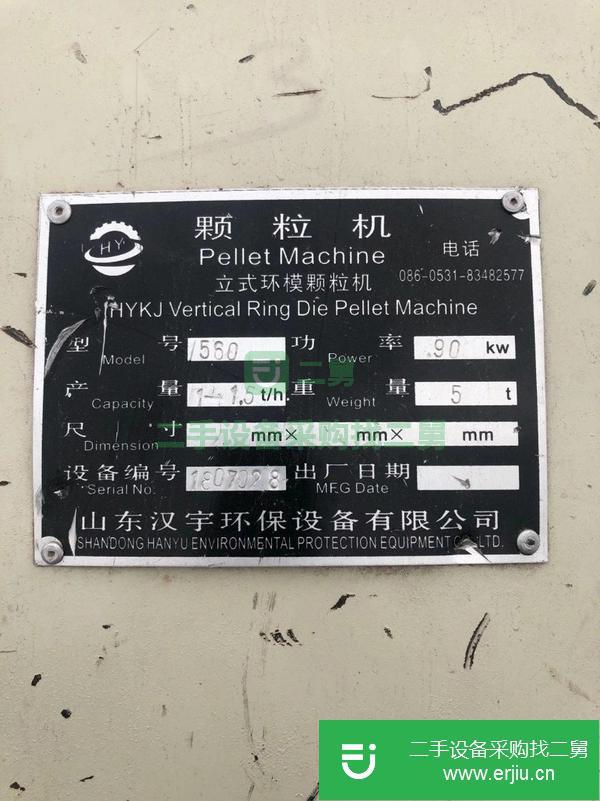 HY
颗粒机
Pellet Machine
电话
立式环模颗粒机
086-0531-83482577
HYKJ Vertical Ring Die Pellet Machine
型号 560 功率 90 kw
Model Power
产量 1-1.5 t/h 重量 5 t
Capacity Weight
尺寸 mm× mm× mm
Dimension
设备编号 1807028 出厂日期
Serial No. MFG Date
山东汉宇环保设备有限公司
SHANDONG HANYU ENVIRONMENTAL PROTECTION EQUIPMENT CO.,LTD.
二舅
二手设备采购找二舅
二手设备采购找二舅
www.erjiu.cn